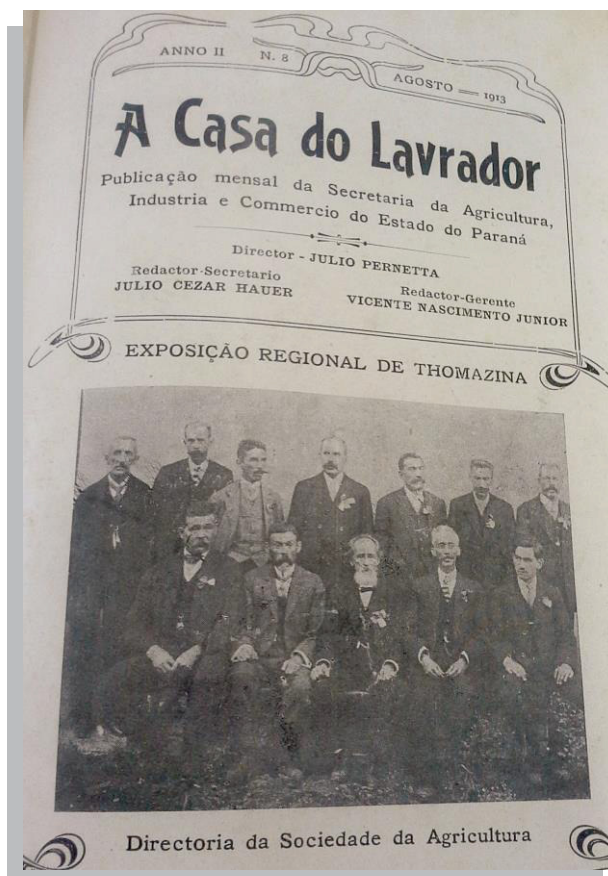 ANNO II N. 8 AGOSTO — 1913
A Casa do Lavrador
Publicação mensal da Secretaria da Agricultura,
Industria e Commercio do Estado do Paraná
Director - JULIO PERNETTA
Redactor-Secretario
JULIO CEZAR HAUER
Redactor-Gerente
VICENTE NASCIMENTO JUNIOR
EXPOSIÇÃO REGIONAL DE THOMAZINA
Directoria da Sociedade da Agricultura